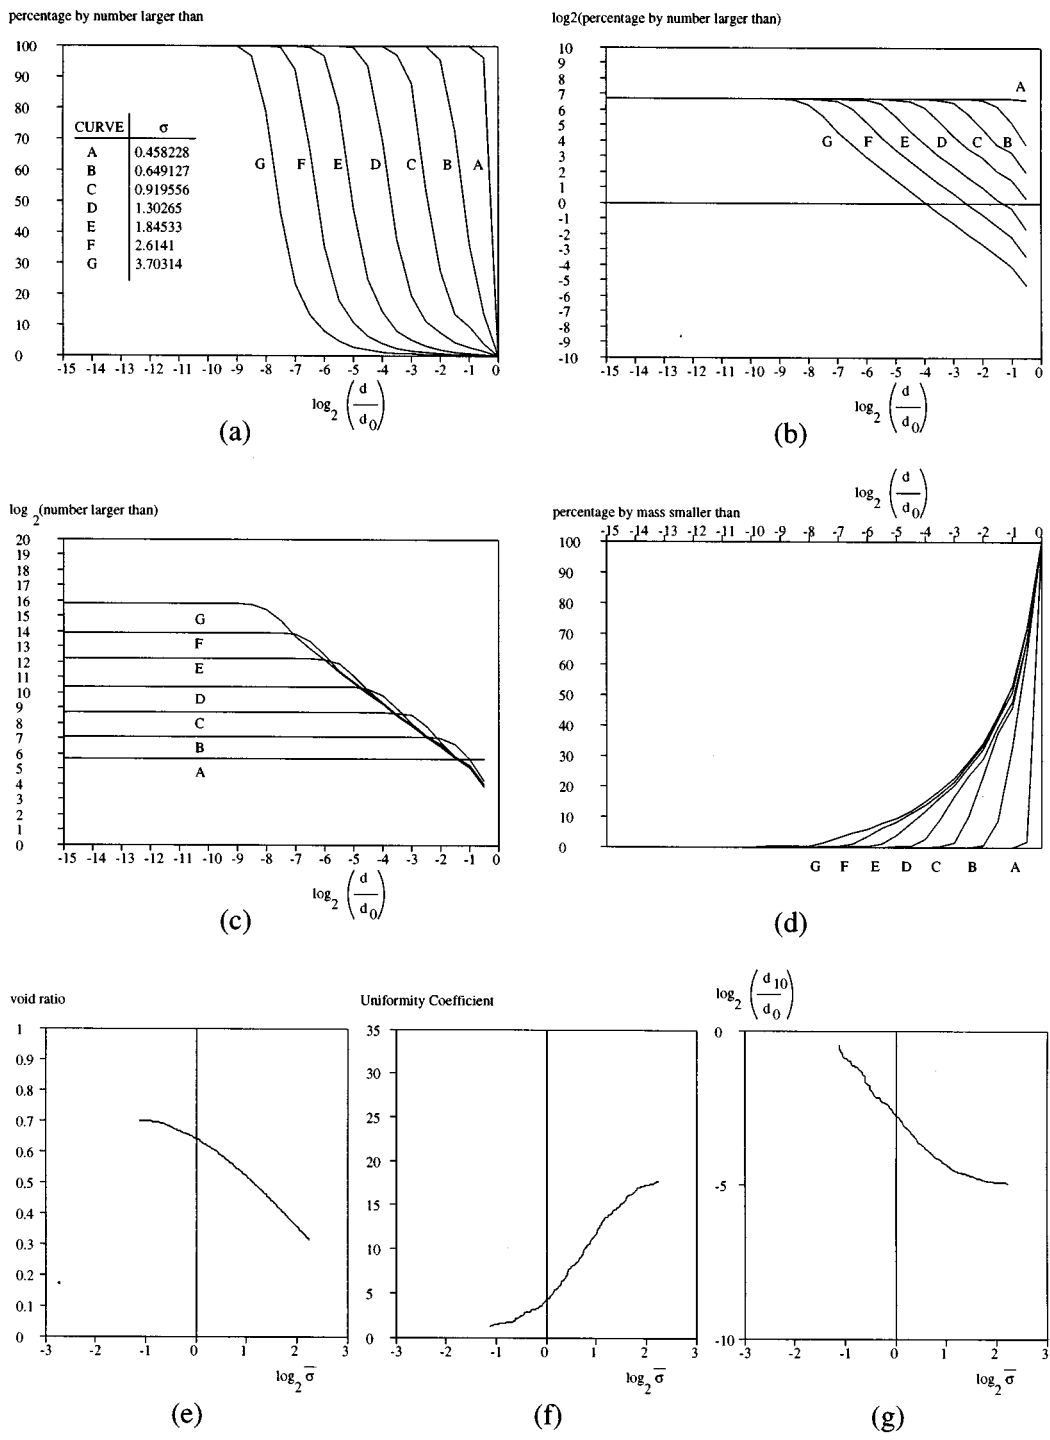 percentage by number larger than
100
90
80
70
60
50
40
30
20
10
0
CURVE σ
A 0.458228
B 0.649127
C 0.919556
D 1.30265
E 1.84533
F 2.6141
G 3.70314
G F E D C B A
-15 -14 -13 -12 -11 -10 -9 -8 -7 -6 -5 -4 -3 -2 -1 0
log2 (d/d0)
(a)
log2(percentage by number larger than)
10
9
8
7
6
5
4
3
2
1
0
-1
-2
-3
-4
-5
-6
-7
-8
-9
-10
A
G F E D C B
-15 -14 -13 -12 -11 -10 -9 -8 -7 -6 -5 -4 -3 -2 -1 0
log2 (d/d0)
(b)
log 2(number larger than)
20
19
18
17
16
15
14
13
12
11
10
9
8
7
6
5
4
3
2
1
0
G
F
E
D
C
B
A
-15 -14 -13 -12 -11 -10 -9 -8 -7 -6 -5 -4 -3 -2 -1 0
log2 (d/d0)
(c)
log2 (d/d0)
percentage by mass smaller than
-15 -14 -13 -12 -11 -10 -9 -8 -7 -6 -5 -4 -3 -2 -1 0
100
90
80
70
60
50
40
30
20
10
0
G F E D C B A
(d)
void ratio
1
0.9
0.8
0.7
0.6
0.5
0.4
0.3
0.2
0.1
0
-3 -2 -1 0 1 2 3
log2 σ̅
(e)
Uniformity Coefficient
35
30
25
20
15
10
5
0
-3 -2 -1 0 1 2 3
log2 σ̅
(f)
log2 (d10/d0)
0
-5
-10
-3 -2 -1 0 1 2 3
log2 σ̅
(g)